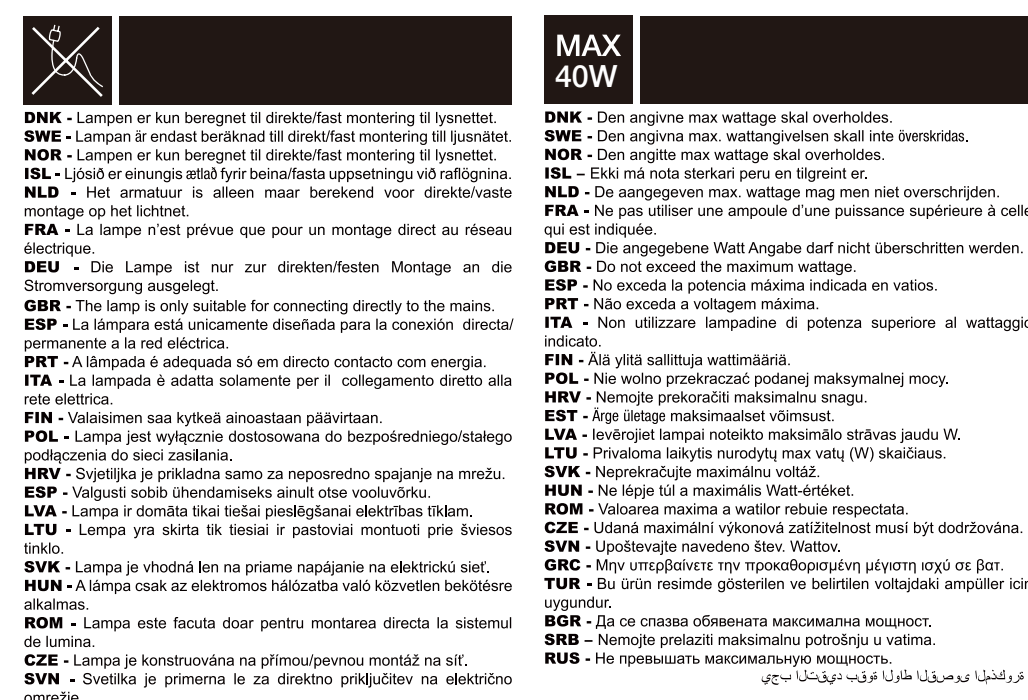 DNK - Lampen er kun beregnet til direkte/fast montering til lysnettet.
SWE - Lampan är endast beräknad till direkt/fast montering till ljusnätet.
NOR - Lampen er kun beregnet til direkte/fast montering til lysnettet.
ISL - Ljósið er einungis ætlað fyrir beina/fasta uppsetningu við raflögnina.
NLD - Het armatuur is alleen maar berekend voor direkte/vaste
montage op het lichtnet.
FRA - La lampe n’est prévue que pour un montage direct au réseau
électrique.
DEU - Die Lampe ist nur zur direkten/festen Montage an die
Stromversorgung ausgelegt.
GBR - The lamp is only suitable for connecting directly to the mains.
ESP - La lámpara está unicamente diseñada para la conexión directa/
permanente a la red eléctrica.
PRT - A lâmpada é adequada só em directo contacto com energia.
ITA - La lampada è adatta solamente per il collegamento diretto alla
rete elettrica.
FIN - Valaisimen saa kytkeä ainoastaan päävirtaan.
POL - Lampa jest wyłącznie dostosowana do bezpośredniego/stałego
podłączenia do sieci zasilania.
HRV - Svjetiljka je prikladna samo za neposredno spajanje na mrežu.
ESP - Valgusti sobib ühendamiseks ainult otse vooluvõrku.
LVA - Lampa ir domāta tikai tiešai pieslēgšanai elektrības tīklam.
LTU - Lempa yra skirta tik tiesiai ir pastoviai montuoti prie šviesos
tinklo.
SVK - Lampa je vhodná len na priame napájanie na elektrickú sieť.
HUN - A lámpa csak az elektromos hálózatba való közvetlen bekötésre
alkalmas.
ROM - Lampa este facuta doar pentru montarea directa la sistemul
de lumina.
CZE - Lampa je konstruována na přímou/pevnou montáž na síť.
SVN - Svetilka je primerna le za direktno priključitev na električno
omrežje.
MAX
40W
DNK - Den angivne max wattage skal overholdes.
SWE - Den angivna max. wattangivelsen skall inte överskridas.
NOR - Den angitte max wattage skal overholdes.
ISL – Ekki má nota sterkari peru en tilgreint er.
NLD - De aangegeven max. wattage mag men niet overschrijden.
FRA - Ne pas utiliser une ampoule d’une puissance supérieure à celle
qui est indiquée.
DEU - Die angegebene Watt Angabe darf nicht überschritten werden.
GBR - Do not exceed the maximum wattage.
ESP - No exceda la potencia máxima indicada en vatios.
PRT - Não exceda a voltagem máxima.
ITA - Non utilizzare lampadine di potenza superiore al wattaggio
indicato.
FIN - Älä ylitä sallittuja wattimääriä.
POL - Nie wolno przekraczać podanej maksymalnej mocy.
HRV - Nemojte prekoračiti maksimalnu snagu.
EST - Ärge ületage maksimaalset võimsust.
LVA - Ievērojiet lampai noteikto maksimālo strāvas jaudu W.
LTU - Privaloma laikytis nurodytų max vatų (W) skaičiaus.
SVK - Neprekračujte maximálnu voltáž.
HUN - Ne lépje túl a maximális Watt-értéket.
ROM - Valoarea maxima a watilor rebuie respectata.
CZE - Udaná maximální výkonová zatížitelnost musí být dodržována.
SVN - Upoštevajte navedeno štev. Wattov.
GRC - Μην υπερβαίνετε την προκαθορισμένη μέγιστη ισχύ σε βατ.
TUR - Bu ürün resimde gösterilen ve belirtilen voltajdaki ampüller icin
uygundur.
BGR - Да се спазва обявената максимална мощност.
SRB – Nemojte prelaziti maksimalnu potrošnju u vatima.
RUS - Не превышать максимальную мощность.
بجي ديقتلا ةوقب طاولا ىوصقلا ةروكذملا